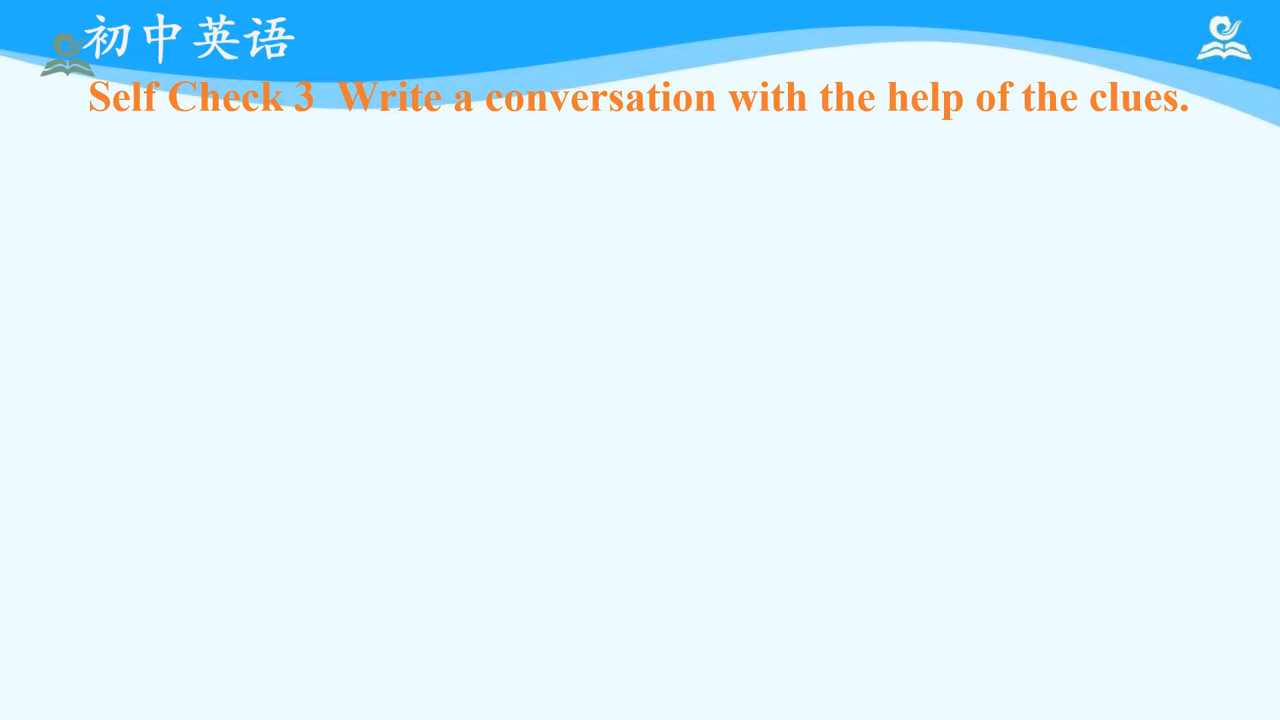 初中英语
Self Check 3 Write a conversation with the help of the clues.